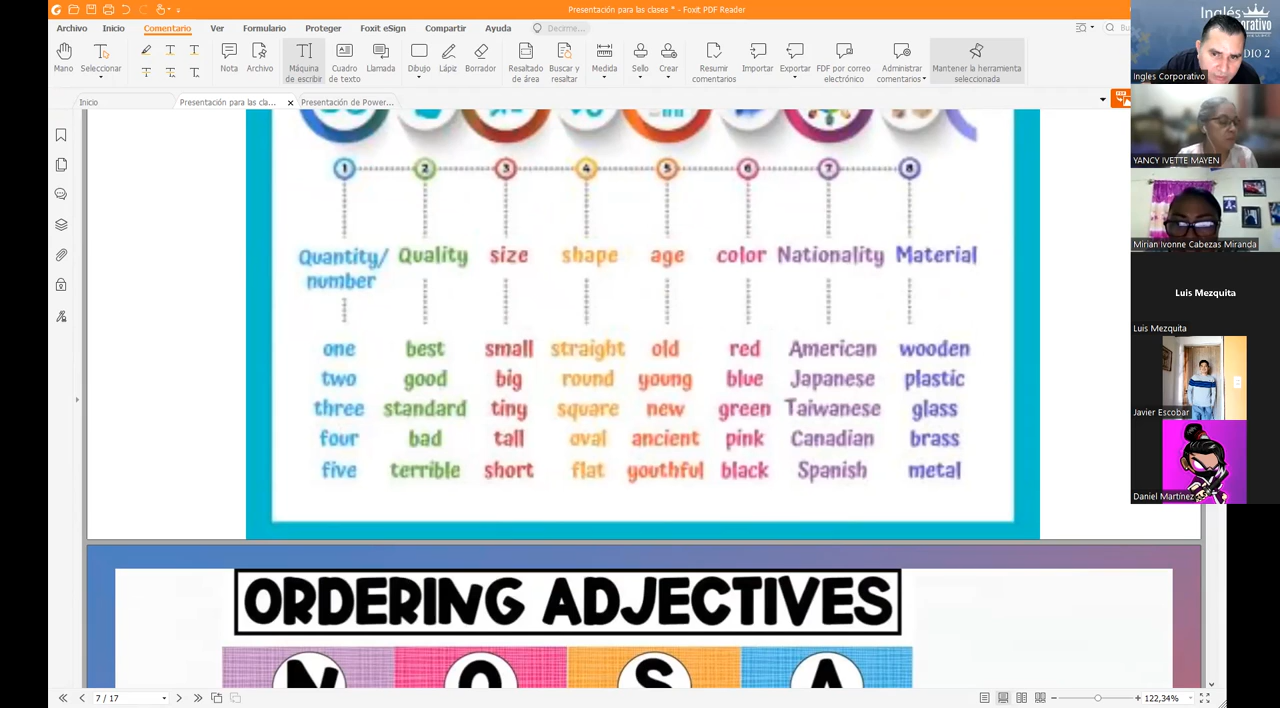 Presentación para las clases * - Foxit PDF Reader
Archivo Inicio Comentario Ver Formulario Proteger Foxit eSign Compartir Ayuda Decirme...
Mano Seleccionar Nota Archivo Máquina de escribir Cuadro de texto Llamada Dibujo Lápiz Borrador Resaltado de área Buscar y resaltar Medida Sello Crear Resumir comentarios Importar Exportar FDF por correo electrónico Administrar comentarios Mantener la herramienta seleccionada
Inicio Presentación para las cla... Presentación de Power...
1 2 3 4 5 6 7 8
Quantity/ number Quality size shape age color Nationality Material
one best small straight old red American wooden
two good big round young blue Japanese plastic
three standard tiny square new green Taiwanese glass
four bad tall oval ancient pink Canadian brass
five terrible short flat youthful black Spanish metal
ORDERING ADJECTIVES
N O S A
7 / 17
122,34%
Inglés
Ingles Corporativo
YANCY IVETTE MAYEN
Mirian Ivonne Cabezas Miranda
Luis Mezquita
Luis Mezquita
Javier Escobar
Daniel Martínez